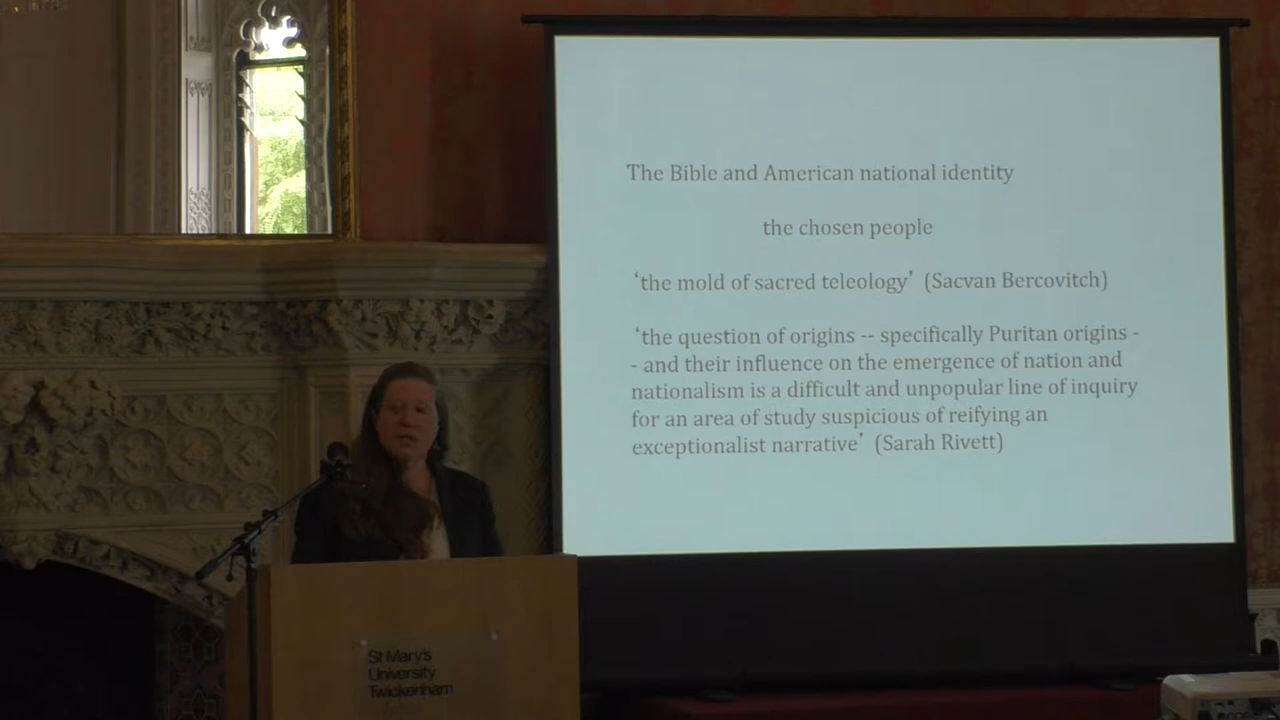 The Bible and American national identity
the chosen people
‘the mold of sacred teleology’ (Sacvan Bercovitch)
‘the question of origins -- specifically Puritan origins -
- and their influence on the emergence of nation and
nationalism is a difficult and unpopular line of inquiry
for an area of study suspicious of reifying an
exceptionalist narrative’ (Sarah Rivett)
St Mary's
University
Twickenham